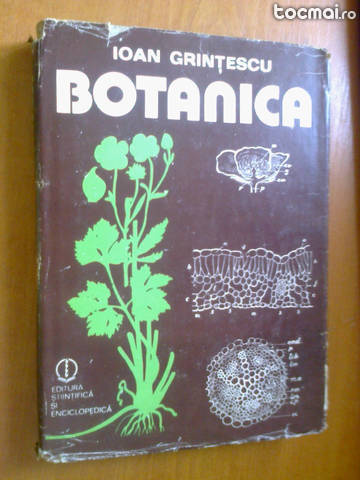 tocmai.ro
IOAN GRINȚESCU
BOTANICA
EDITURA
ȘTIINȚIFICĂ
ȘI
ENCICLOPEDICĂ